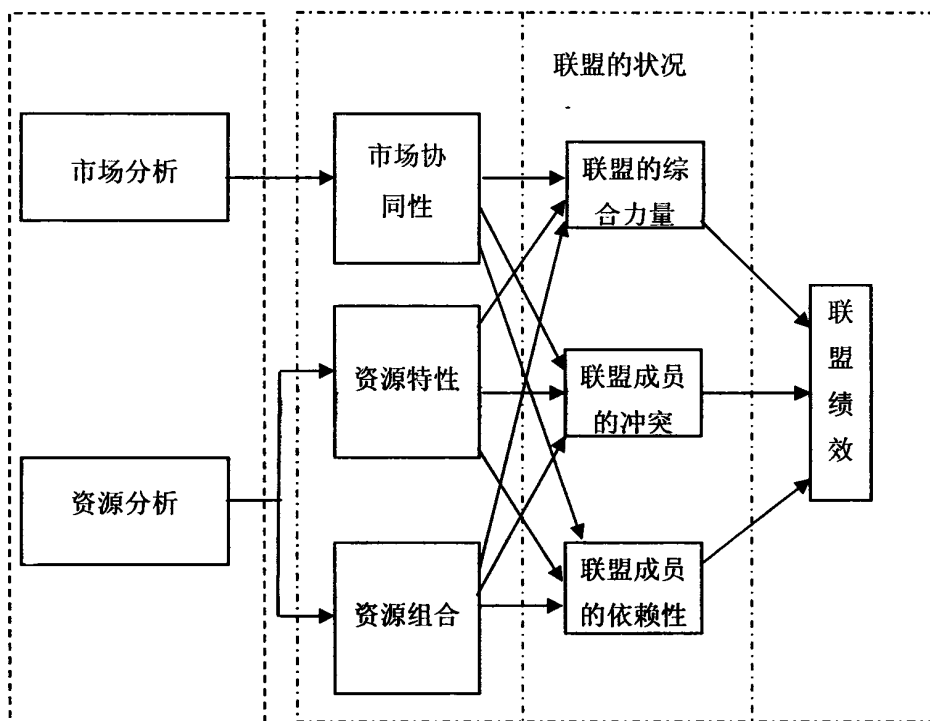 联盟的状况
市场分析
市场协
同性
联盟的综
合力量
资源特性
联盟成员
的冲突
联
盟
绩
效
资源分析
资源组合
联盟成员
的依赖性